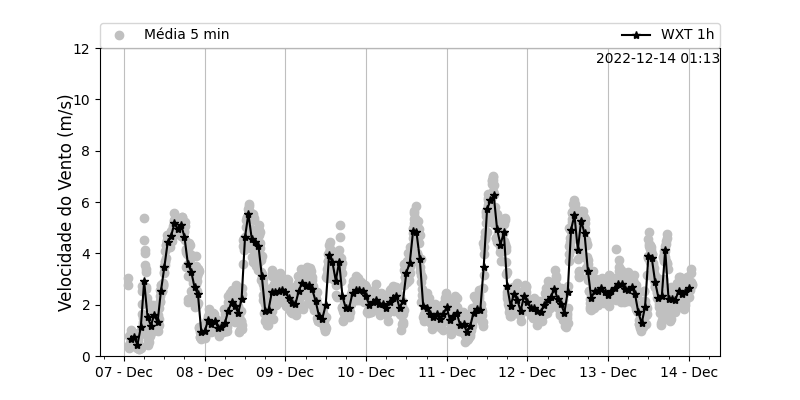 Média 5 min WXT 1h
2022-12-14 01:13
Velocidade do Vento (m/s)
12
10
8
6
4
2
0
07 - Dec 08 - Dec 09 - Dec 10 - Dec 11 - Dec 12 - Dec 13 - Dec 14 - Dec